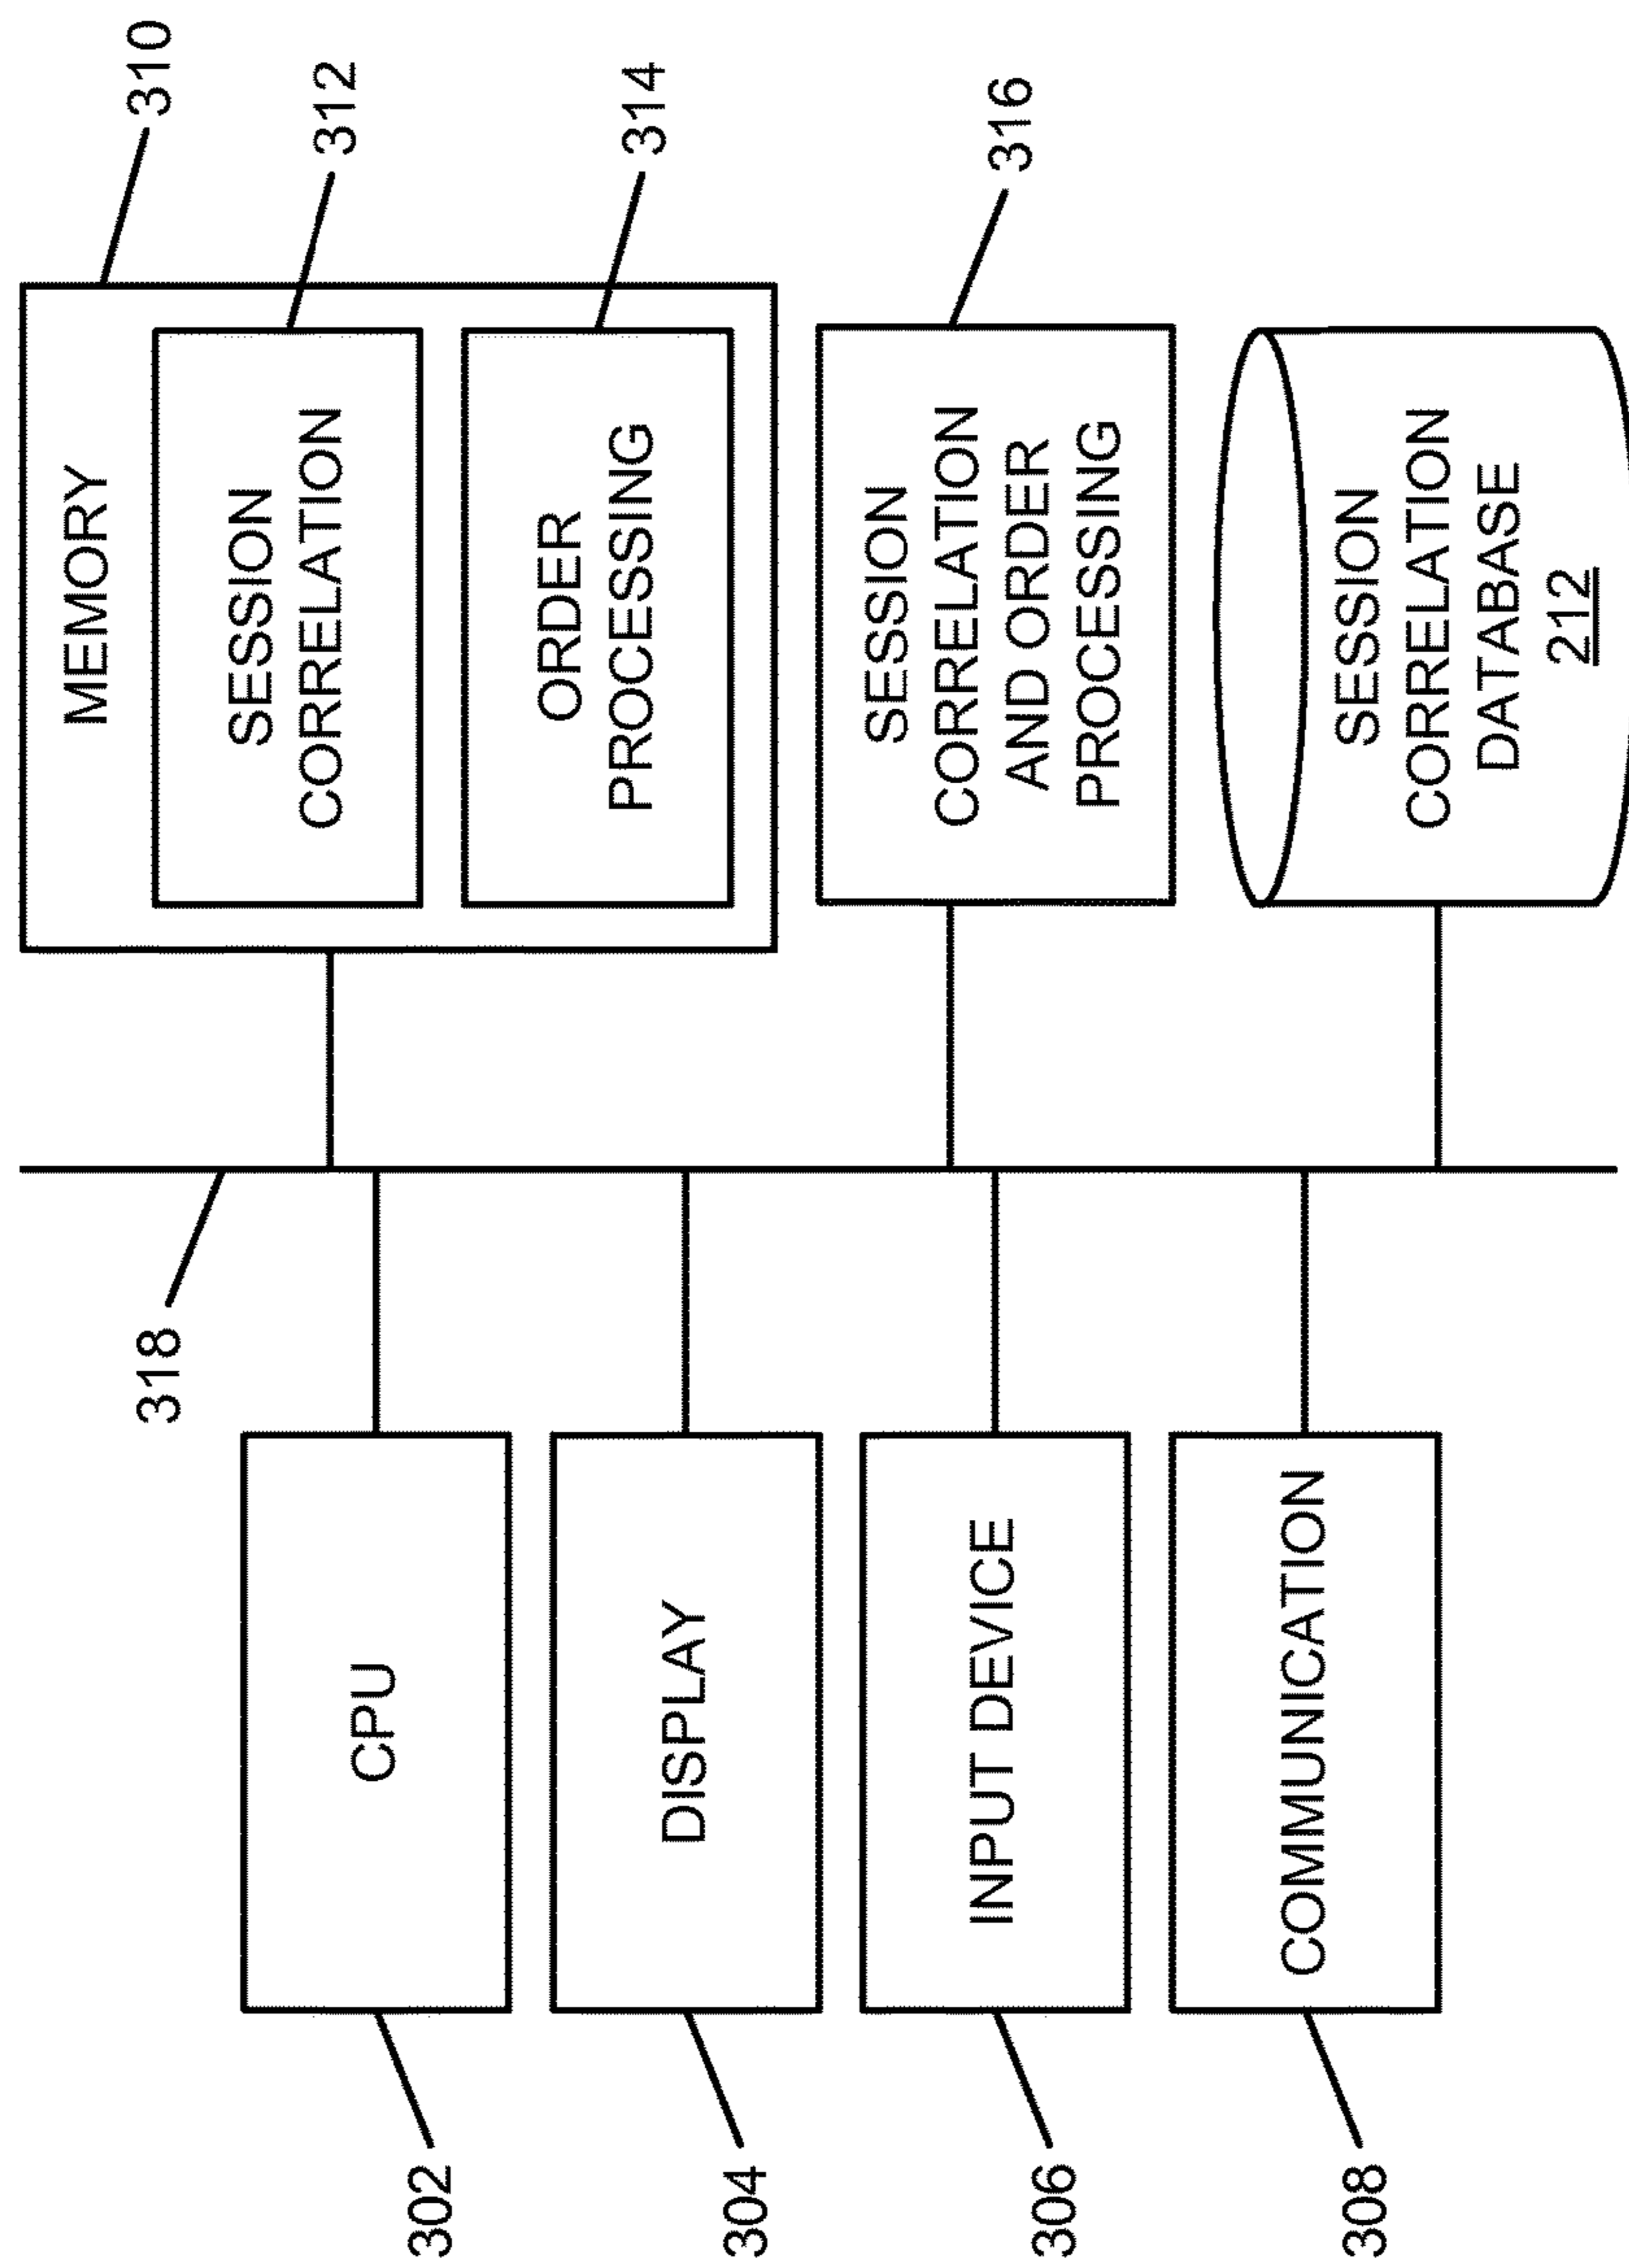 318
302
CPU
304
DISPLAY
306
INPUT DEVICE
308
COMMUNICATION
MEMORY
310
SESSION
CORRELATION
312
ORDER
PROCESSING
314
SESSION
CORRELATION
AND ORDER
PROCESSING
316
SESSION
CORRELATION
DATABASE
212